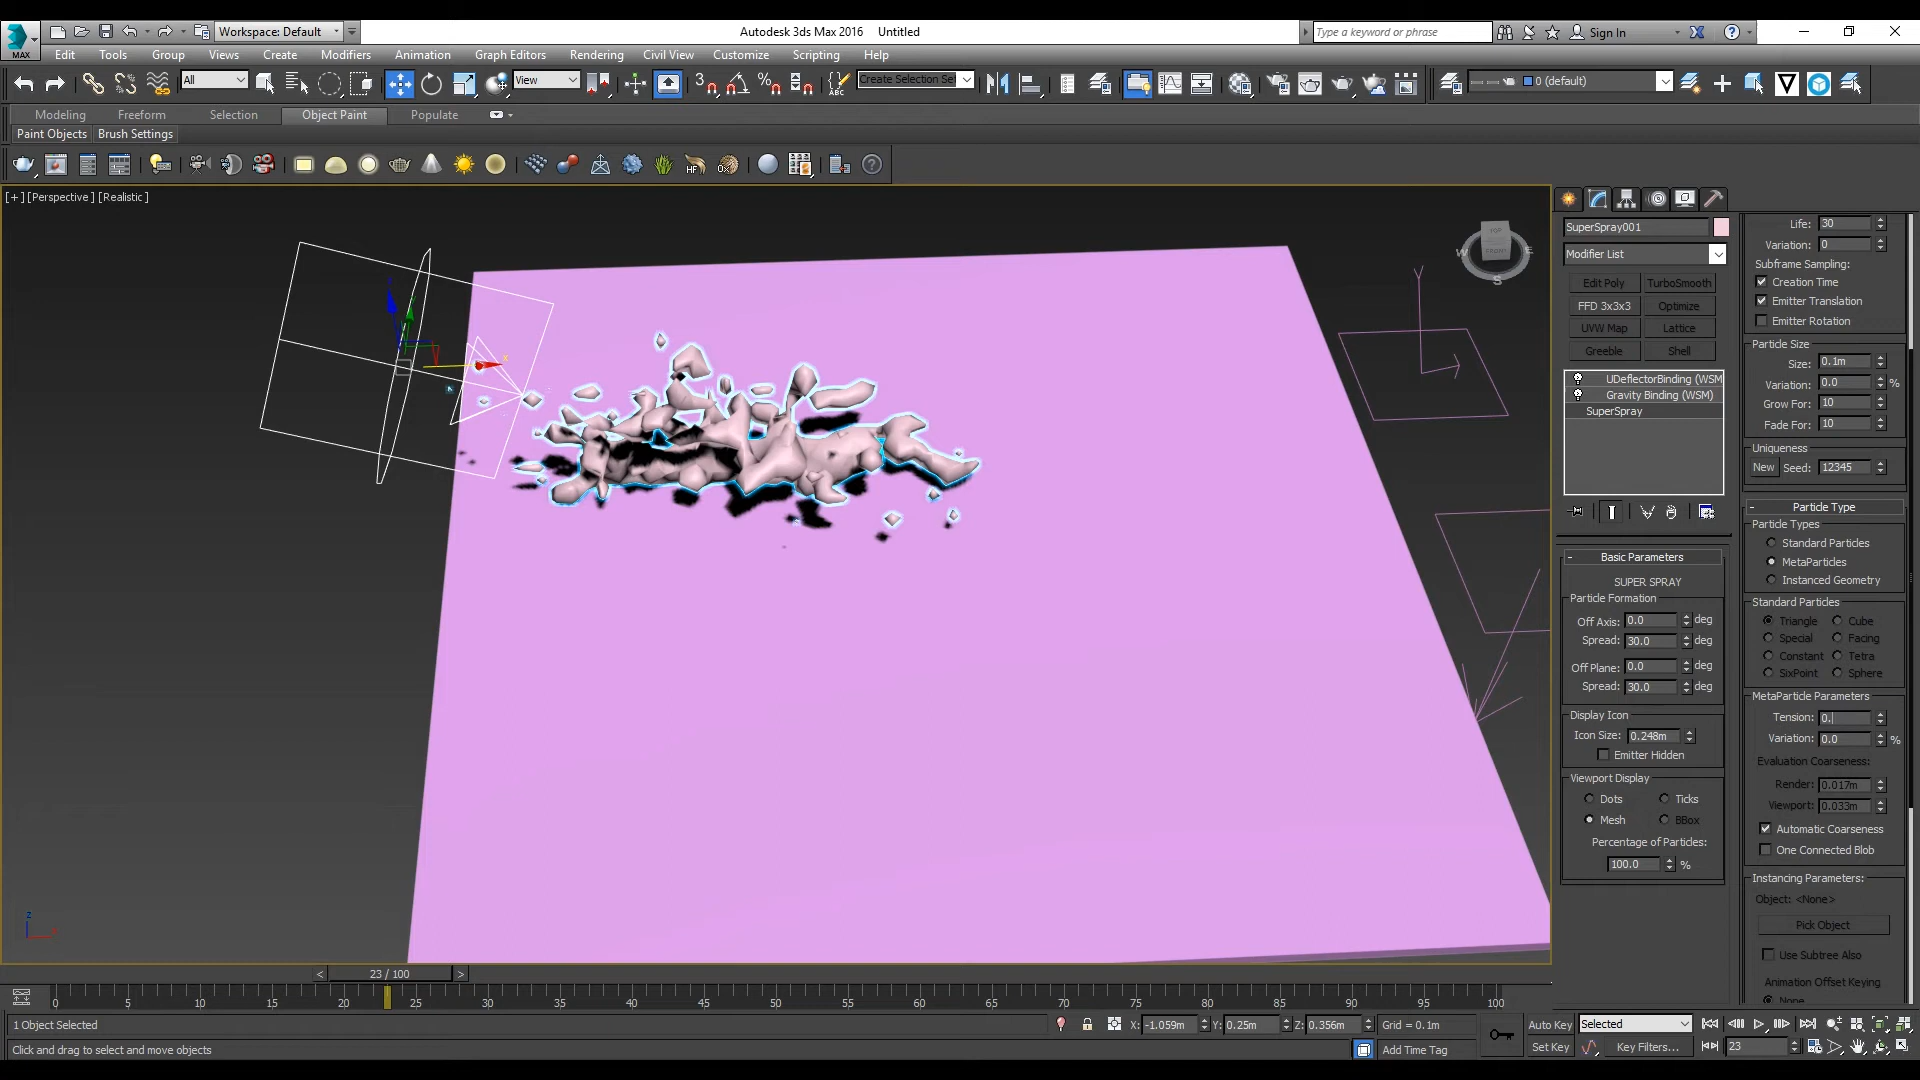 Workspace: Default
Autodesk 3ds Max 2016 Untitled
Type a keyword or phrase
Sign In
MAX
Edit Tools Group Views Create Modifiers Animation Graph Editors Rendering Civil View Customize Scripting Help
All
View
3
Create Selection Se
0 (default)
Modeling Freeform Selection Object Paint Populate
Paint Objects Brush Settings
[+] [Perspective] [Realistic]
TOP
FRONT
W
E
S
x
z
SuperSpray001
Modifier List
Edit Poly TurboSmooth
FFD 3x3x3 Optimize
UVW Map Lattice
Greeble Shell
UDeflectorBinding (WSM
Gravity Binding (WSM)
SuperSpray
- Basic Parameters
SUPER SPRAY
Particle Formation
Off Axis: 0.0 deg
Spread: 30.0 deg
Off Plane: 0.0 deg
Spread: 30.0 deg
Display Icon
Icon Size: 0.248m
Emitter Hidden
Viewport Display
Dots Ticks
Mesh BBox
Percentage of Particles:
100.0 %
Life: 30
Variation: 0
Subframe Sampling:
Creation Time
Emitter Translation
Emitter Rotation
Particle Size
Size: 0.1m
Variation: 0.0 %
Grow For: 10
Fade For: 10
Uniqueness
New Seed: 12345
- Particle Type
Particle Types
Standard Particles
MetaParticles
Instanced Geometry
Standard Particles
Triangle Cube
Special Facing
Constant Tetra
SixPoint Sphere
MetaParticle Parameters
Tension: 0.
Variation: 0.0 %
Evaluation Coarseness:
Render: 0.017m
Viewport: 0.033m
Automatic Coarseness
One Connected Blob
Instancing Parameters:
Object: <None>
Pick Object
Use Subtree Also
Animation Offset Keying
None
< 23 / 100 >
0 5 10 15 20 25 30 35 40 45 50 55 60 65 70 75 80 85 90 95 100
1 Object Selected
X: -1.059m Y: 0.25m Z: 0.356m Grid = 0.1m
Auto Key Selected
Click and drag to select and move objects
Add Time Tag
Set Key Key Filters... 23